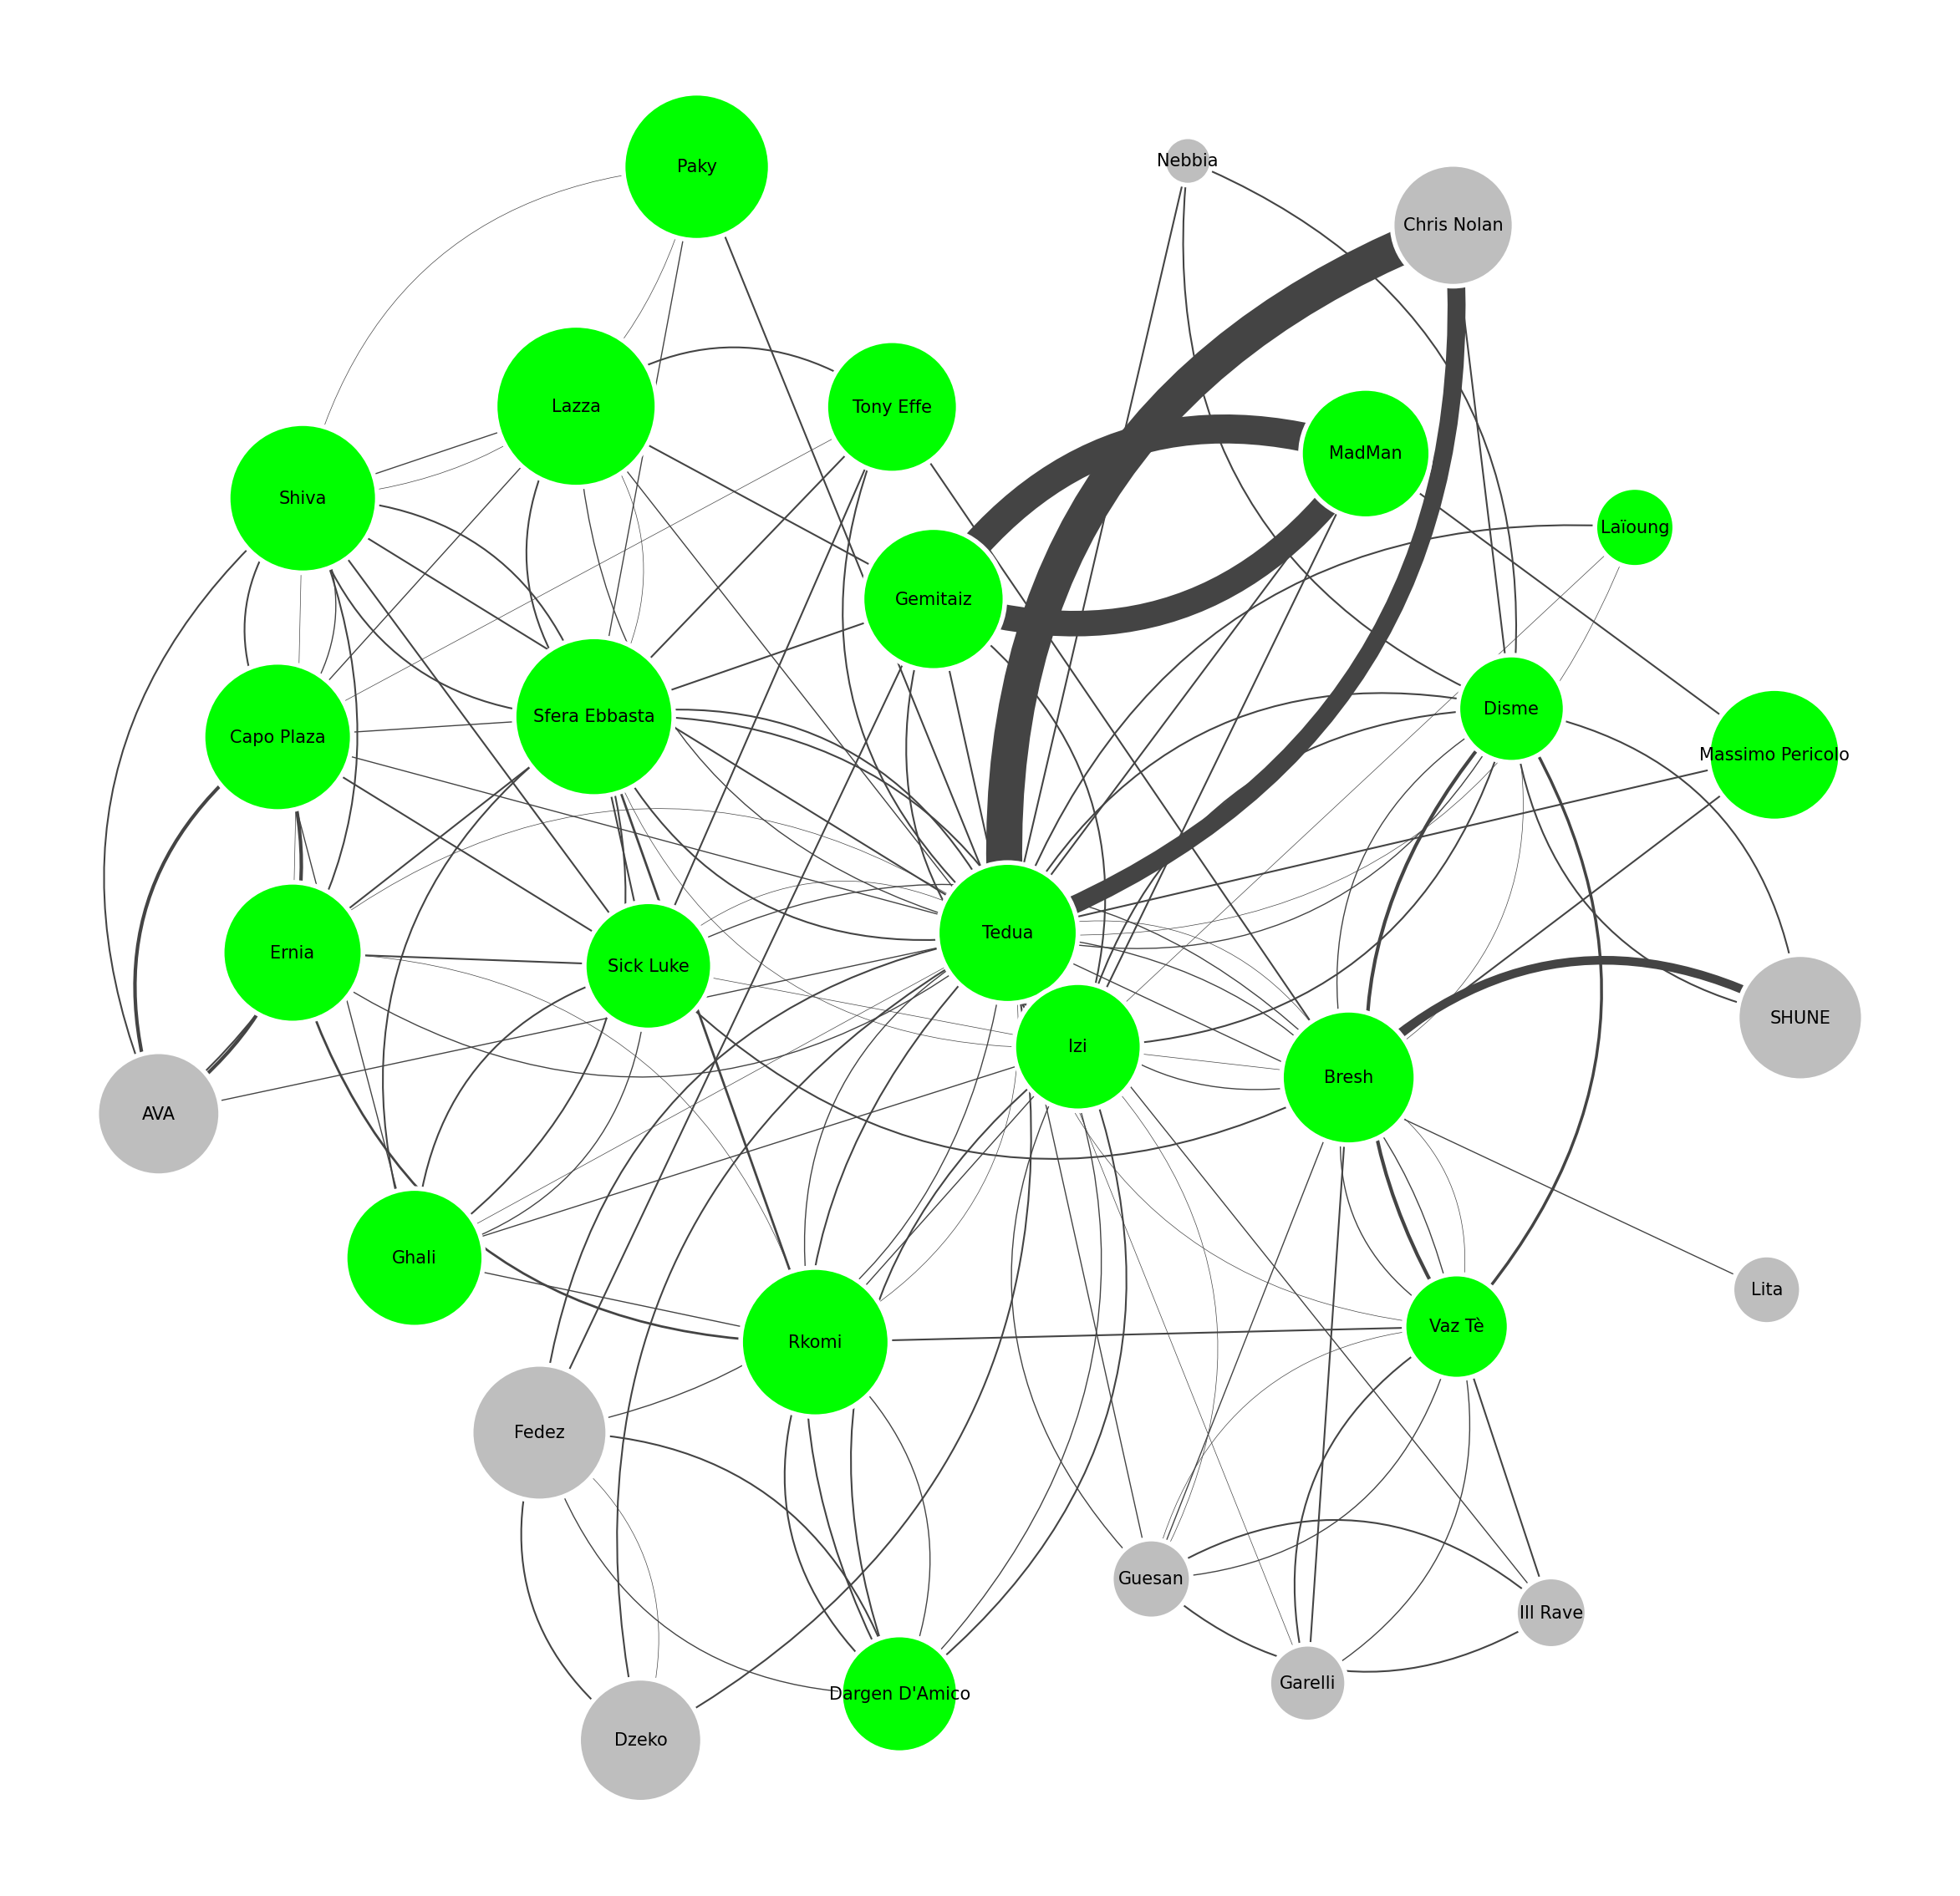 Paky
Nebbia
Chris Nolan
Lazza
Tony Effe
MadMan
Shiva
Laïoung
Gemitaiz
Disme
Sfera Ebbasta
Capo Plaza
Massimo Pericolo
Tedua
Ernia
Sick Luke
SHUNE
Izi
Bresh
AVA
Ghali
Lita
Vaz Tè
Rkomi
Fedez
Guesan
Ill Rave
Garelli
Dargen D'Amico
Dzeko